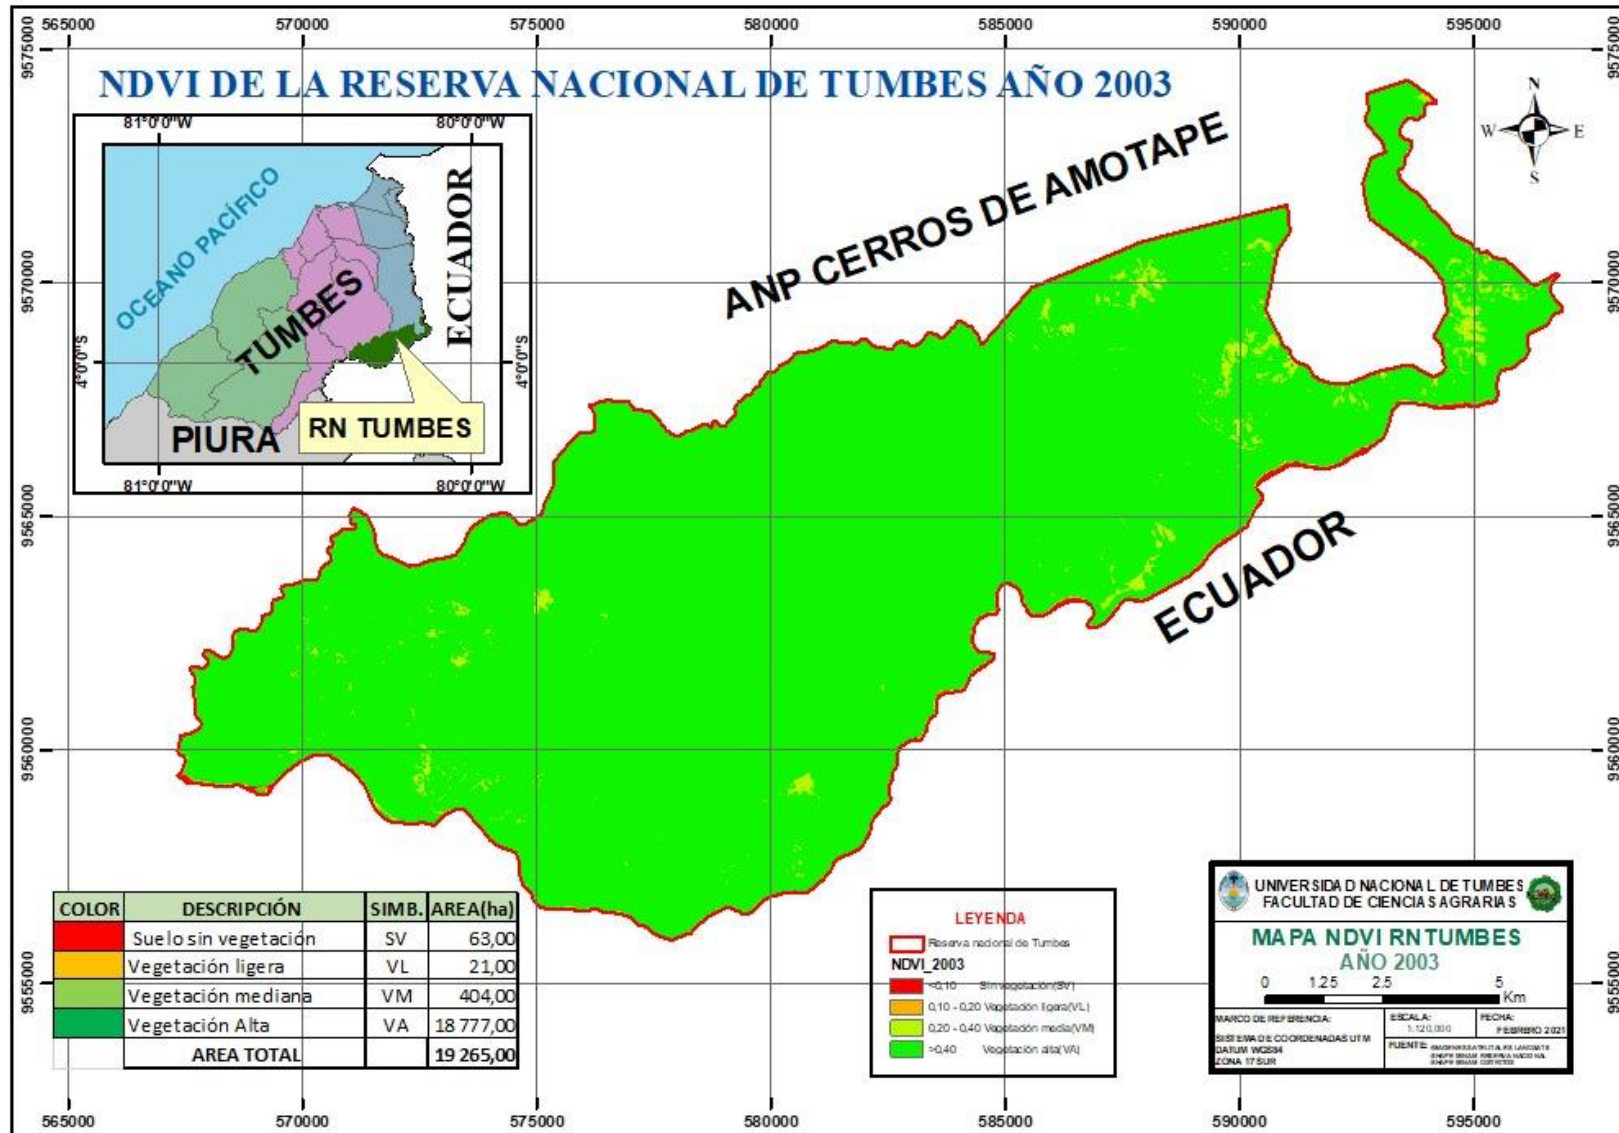 565000 570000 575000 580000 585000 590000 595000
9575000 9575000
NDVI DE LA RESERVA NACIONAL DE TUMBES AÑO 2003
N
W E
S
81°0'0"W 80°0'0"W
OCEANO PACÍFICO
TUMBES
ECUADOR
PIURA
RN TUMBES
4°0'0"S 4°0'0"S
81°0'0"W 80°0'0"W
ANP CERROS DE AMOTAPE
ECUADOR
9570000 9570000
9565000 9565000
9560000 9560000
9555000 9555000
COLOR DESCRIPCIÓN SIMB. AREA(ha)
Suelo sin vegetación SV 63,00
Vegetación ligera VL 21,00
Vegetación mediana VM 404,00
Vegetación Alta VA 18 777,00
AREA TOTAL 19 265,00
LEYENDA
Reserva nacional de Tumbes
NDVI_2003
<0,10 Sin vegetación(SV)
0,10 - 0,20 Vegetación ligera(VL)
0,20 - 0,40 Vegetación media(VM)
>0,40 Vegetación alta(VA)
UNIVERSIDAD NACIONAL DE TUMBES
FACULTAD DE CIENCIAS AGRARIAS
MAPA NDVI RN TUMBES
AÑO 2003
0 1.25 2.5 5
Km
MARCO DE REFERENCIA:
SISTEMA DE COORDENADAS UTM
DATUM WGS84
ZONA 17 SUR
ESCALA:
1:120,000
FECHA:
FEBRERO 2021
FUENTE:
565000 570000 575000 580000 585000 590000 595000